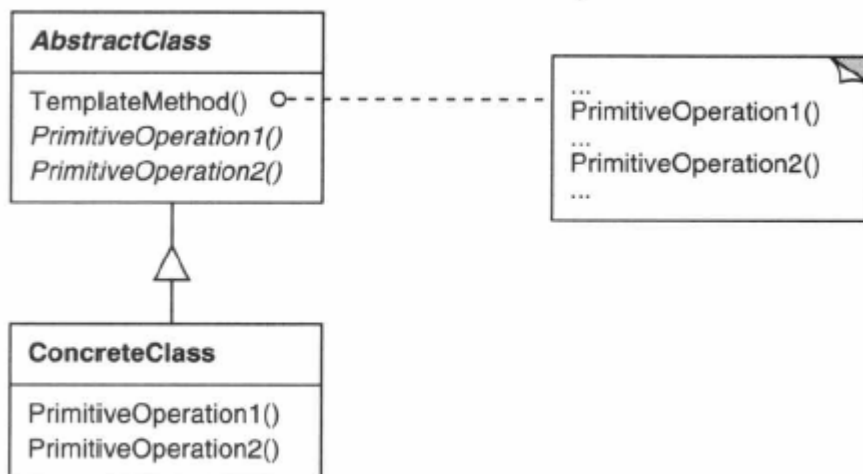 AbstractClass
TemplateMethod()
PrimitiveOperation1()
PrimitiveOperation2()
...
PrimitiveOperation1()
...
PrimitiveOperation2()
...
ConcreteClass
PrimitiveOperation1()
PrimitiveOperation2()